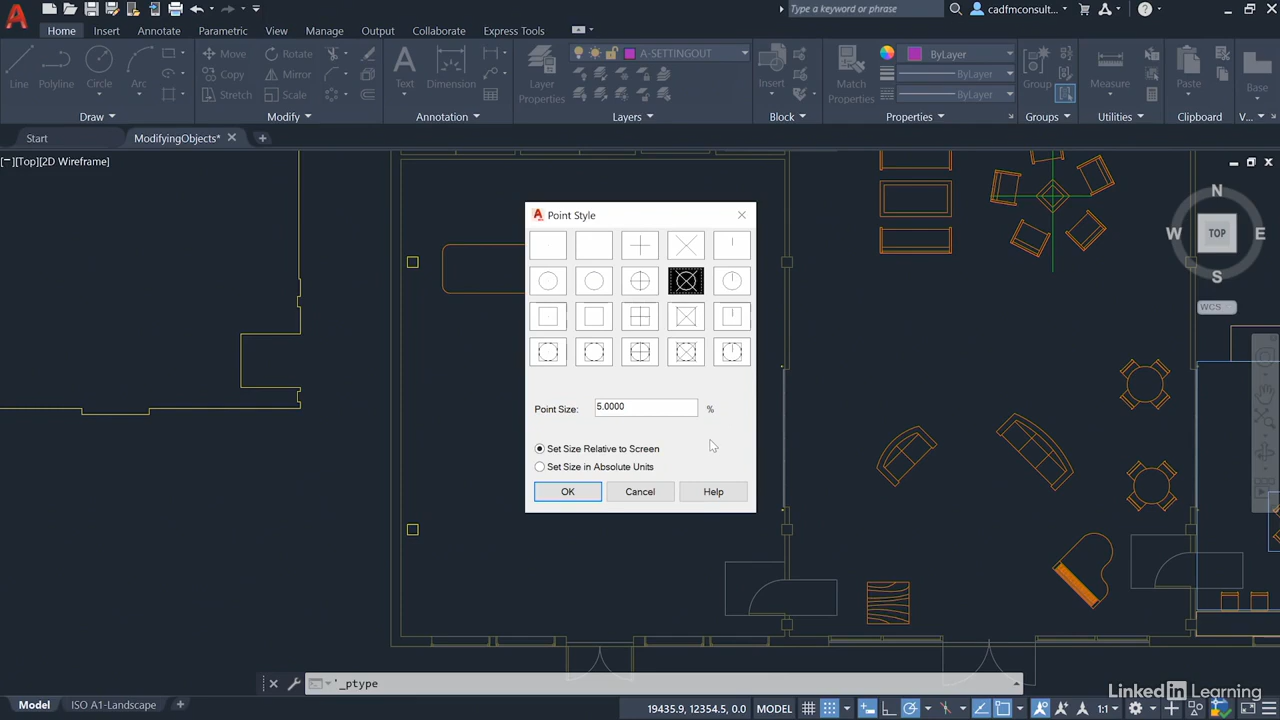 Type a keyword or phrase
cadfmconsult...
Home Insert Annotate Parametric View Manage Output Collaborate Express Tools
Line Polyline Circle Arc
Move Rotate
Copy Mirror
Stretch Scale
Text Dimension
Layer Properties
A-SETTINGOUT
Insert
Match Properties
ByLayer
ByLayer
ByLayer
Group
Measure
Paste
Base
Draw Modify Annotation Layers Block Properties Groups Utilities Clipboard V...
Start ModifyingObjects*
[−][Top][2D Wireframe]
N
W TOP E
S
WCS
Point Style
Point Size: 5.0000 %
Set Size Relative to Screen
Set Size in Absolute Units
OK Cancel Help
'_ptype
LinkedIn Learning
Model ISO A1-Landscape
19435.9, 12354.5, 0.0 MODEL 1:1